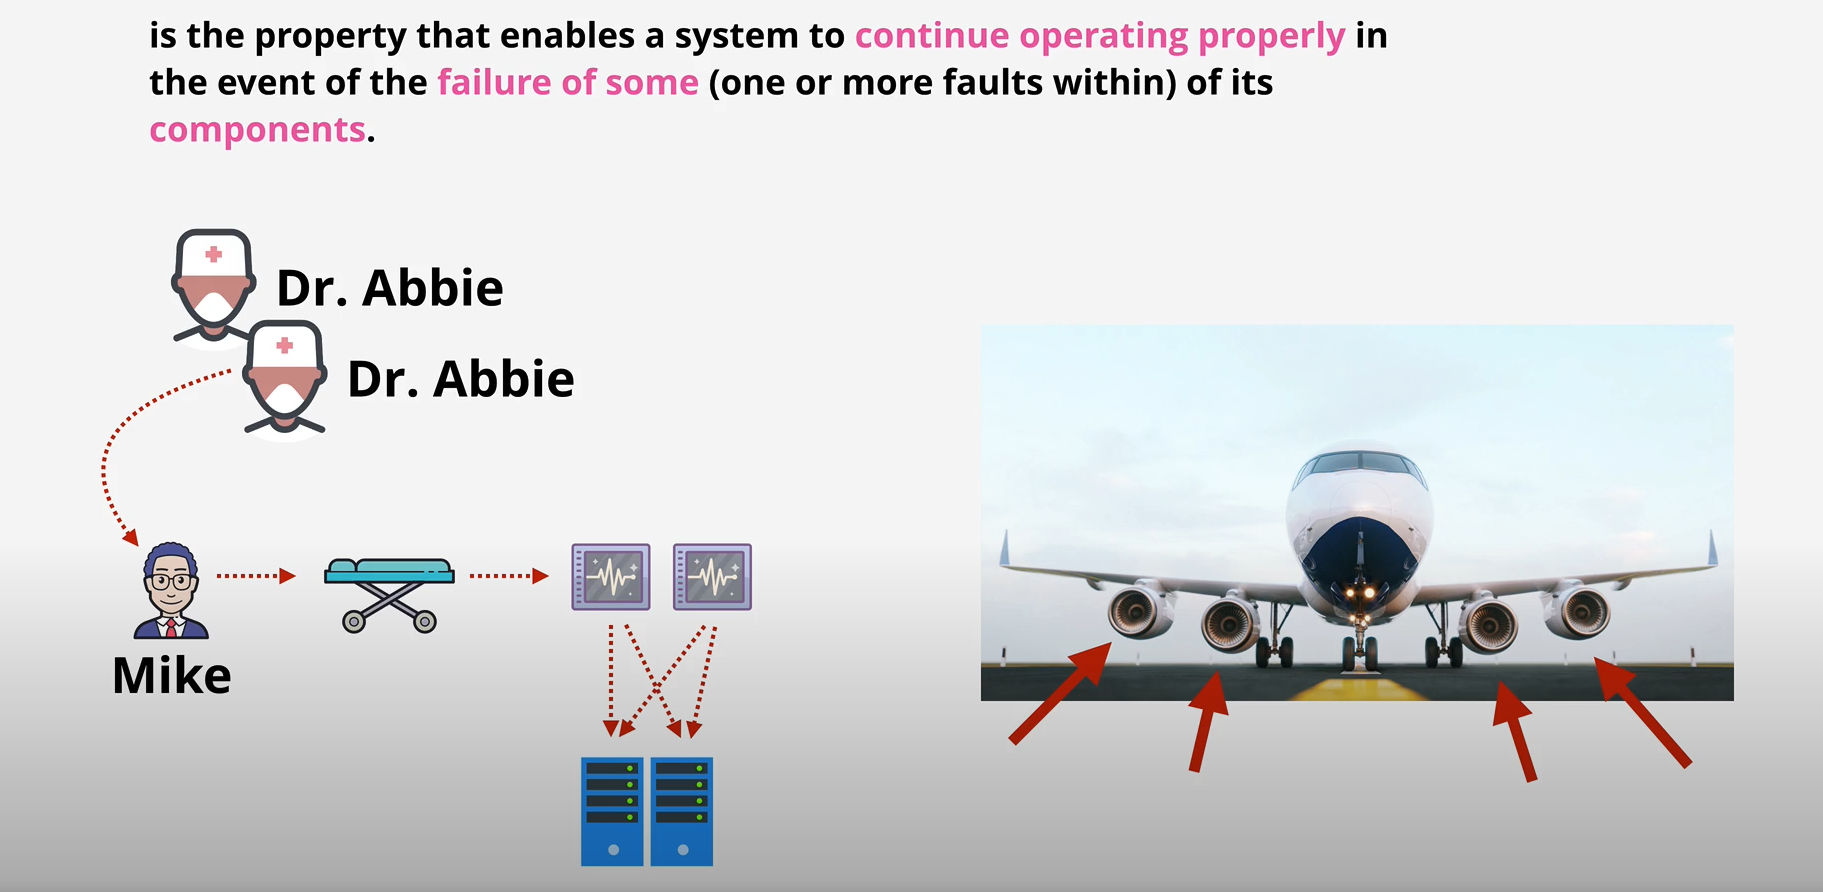 is the property that enables a system to continue operating properly in
the event of the failure of some (one or more faults within) of its
components.
Dr. Abbie
Dr. Abbie
Mike